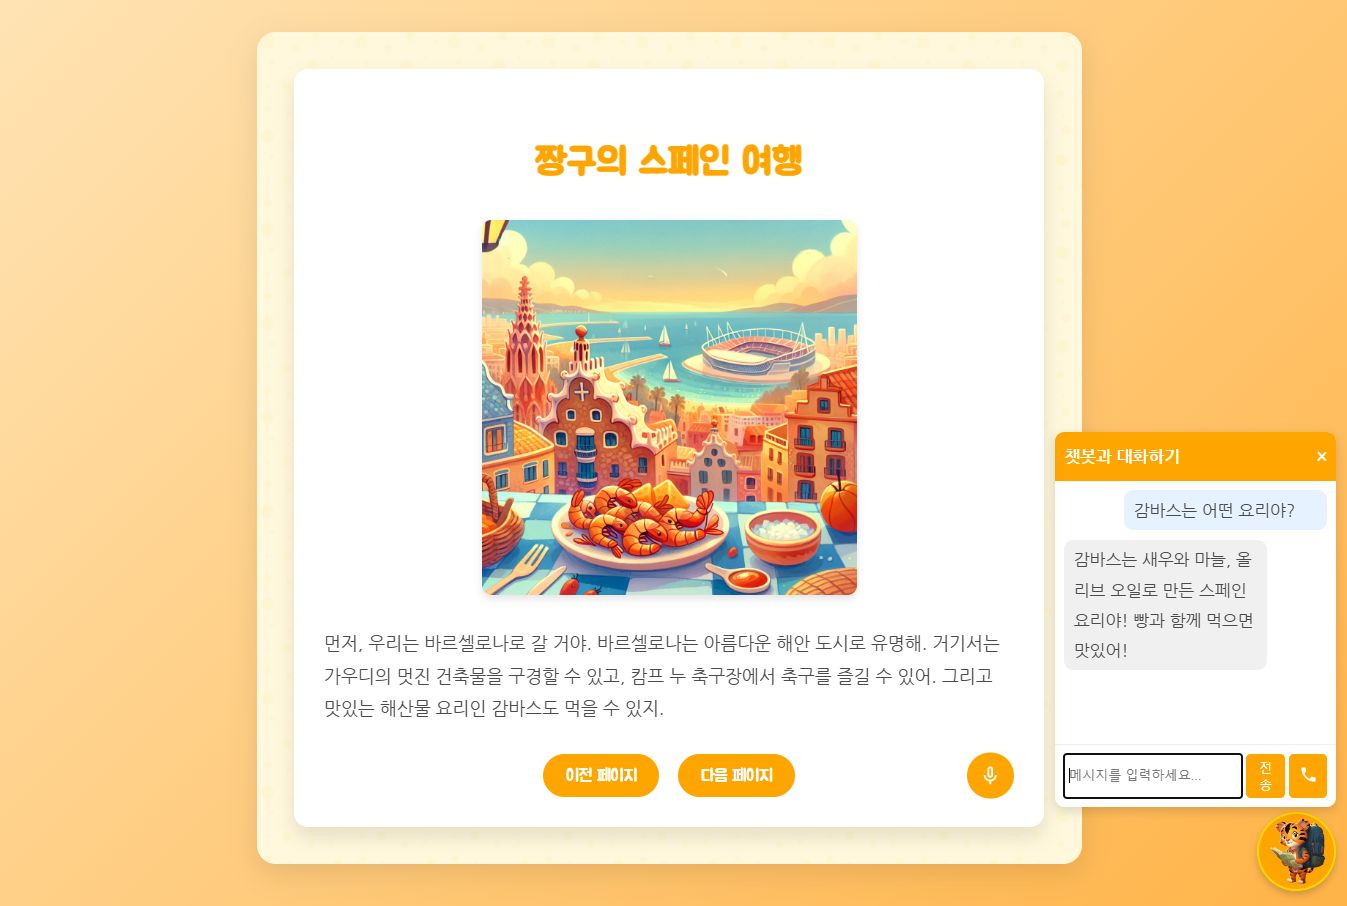 짱구의 스페인 여행
먼저, 우리는 바르셀로나로 갈 거야. 바르셀로나는 아름다운 해안 도시로 유명해. 거기서는
가우디의 멋진 건축물을 구경할 수 있고, 캄프 누 축구장에서 축구를 즐길 수 있어. 그리고
맛있는 해산물 요리인 감바스도 먹을 수 있지.
이전 페이지
다음 페이지
챗봇과 대화하기
×
감바스는 어떤 요리야?
감바스는 새우와 마늘, 올
리브 오일로 만든 스페인
요리야! 빵과 함께 먹으면
맛있어!
메시지를 입력하세요...
전
송